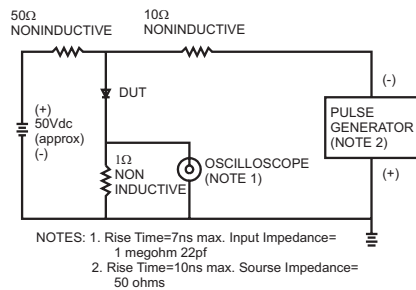 50Ω
NONINDUCTIVE
10Ω
NONINDUCTIVE
DUT
(+)
50Vdc
(approx)
(-)
1Ω
NON
INDUCTIVE
OSCILLOSCOPE
(NOTE 1)
(-)
PULSE
GENERATOR
(NOTE 2)
(+)
NOTES: 1. Rise Time=7ns max. Input Impedance=
1 megohm 22pf
2. Rise Time=10ns max. Sourse Impedance=
50 ohms